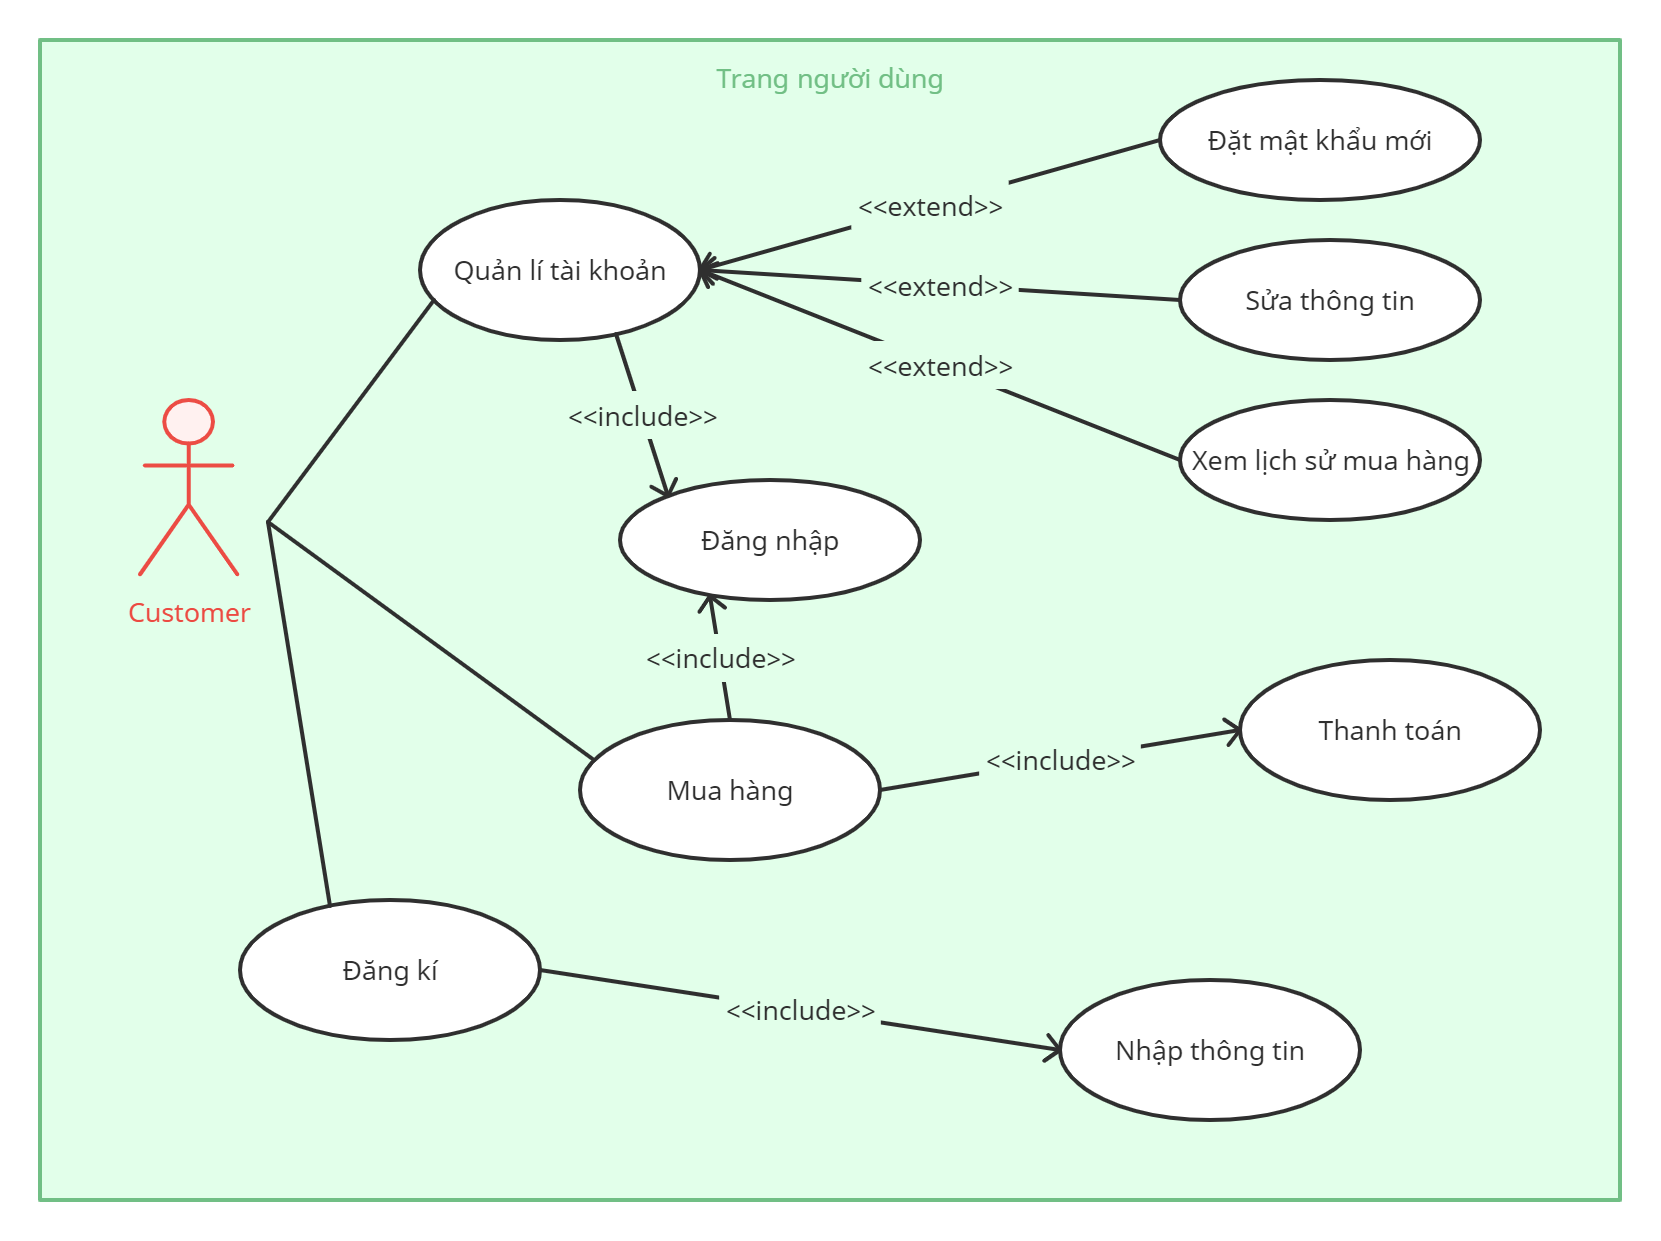 Trang người dùng
Đặt mật khẩu mới
<<extend>>
Quản lí tài khoản
<<extend>>
Sửa thông tin
<<extend>>
<<include>>
Xem lịch sử mua hàng
Đăng nhập
Customer
<<include>>
Thanh toán
<<include>>
Mua hàng
Đăng kí
<<include>>
Nhập thông tin